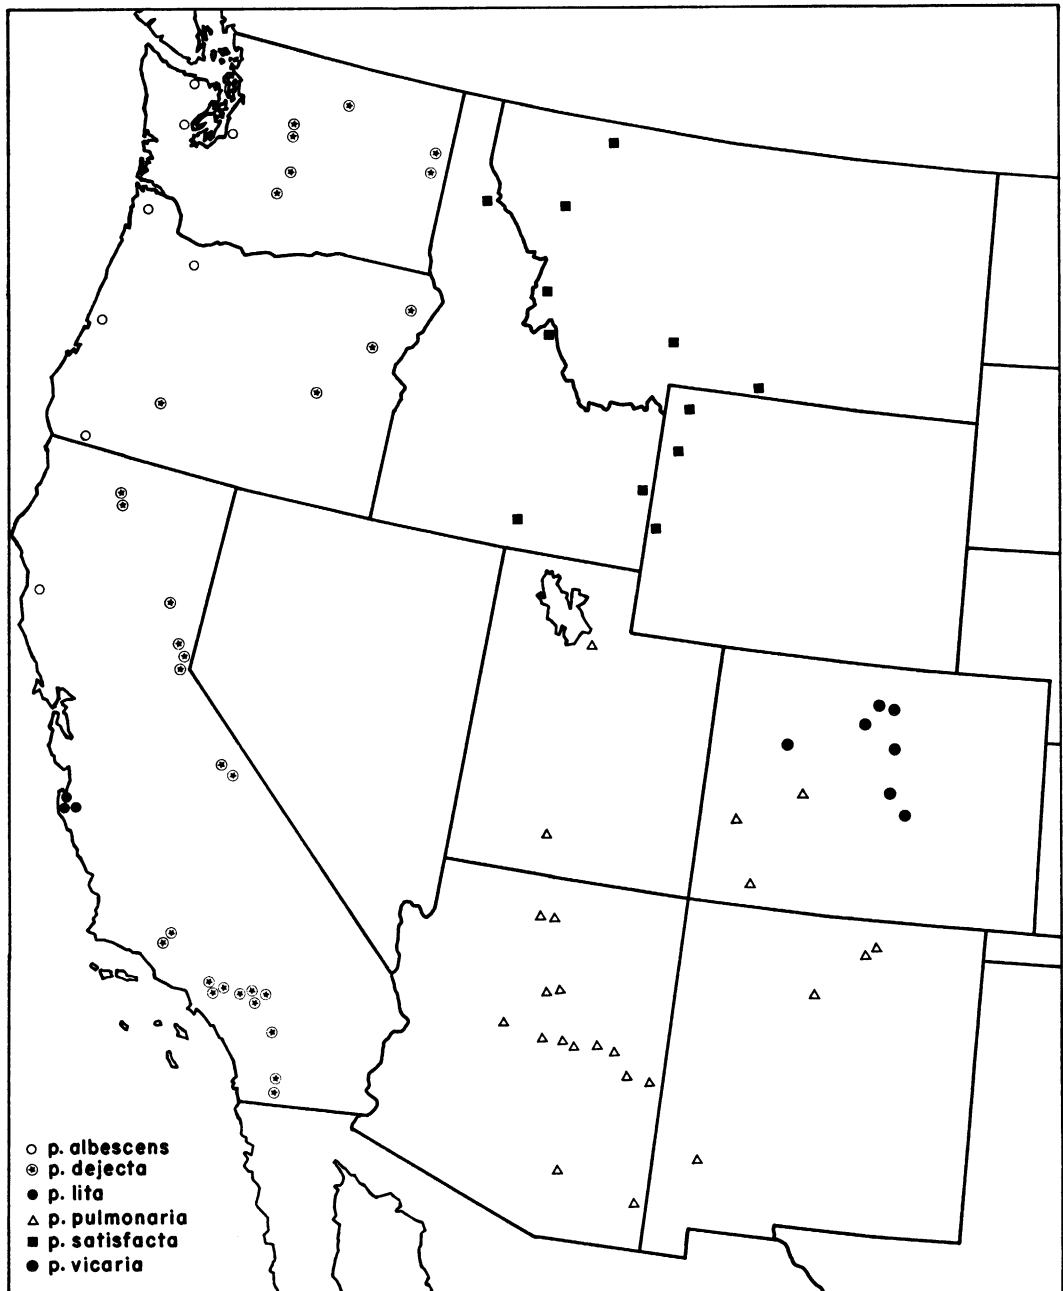 p. albescens
p. dejecta
p. lita
p. pulmonaria
p. satisfacta
p. vicaria